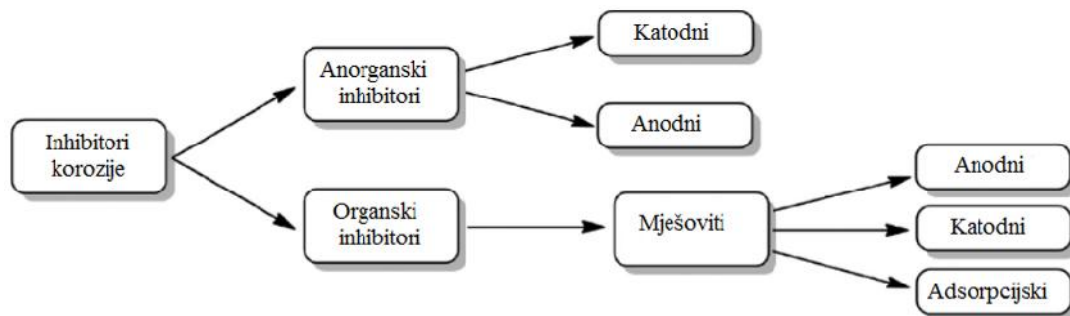 Inhibitori
korozije
Anorganski
inhibitori
Katodni
Anodni
Organski
inhibitori
Mješoviti
Anodni
Katodni
Adsorpcijski